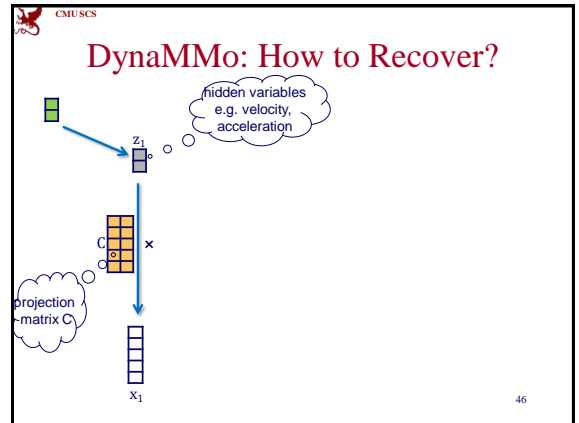 CMU SCS
DynaMMo: How to Recover?
hidden variables
e.g. velocity,
acceleration
z1
C
×
projection
matrix C
x1
46